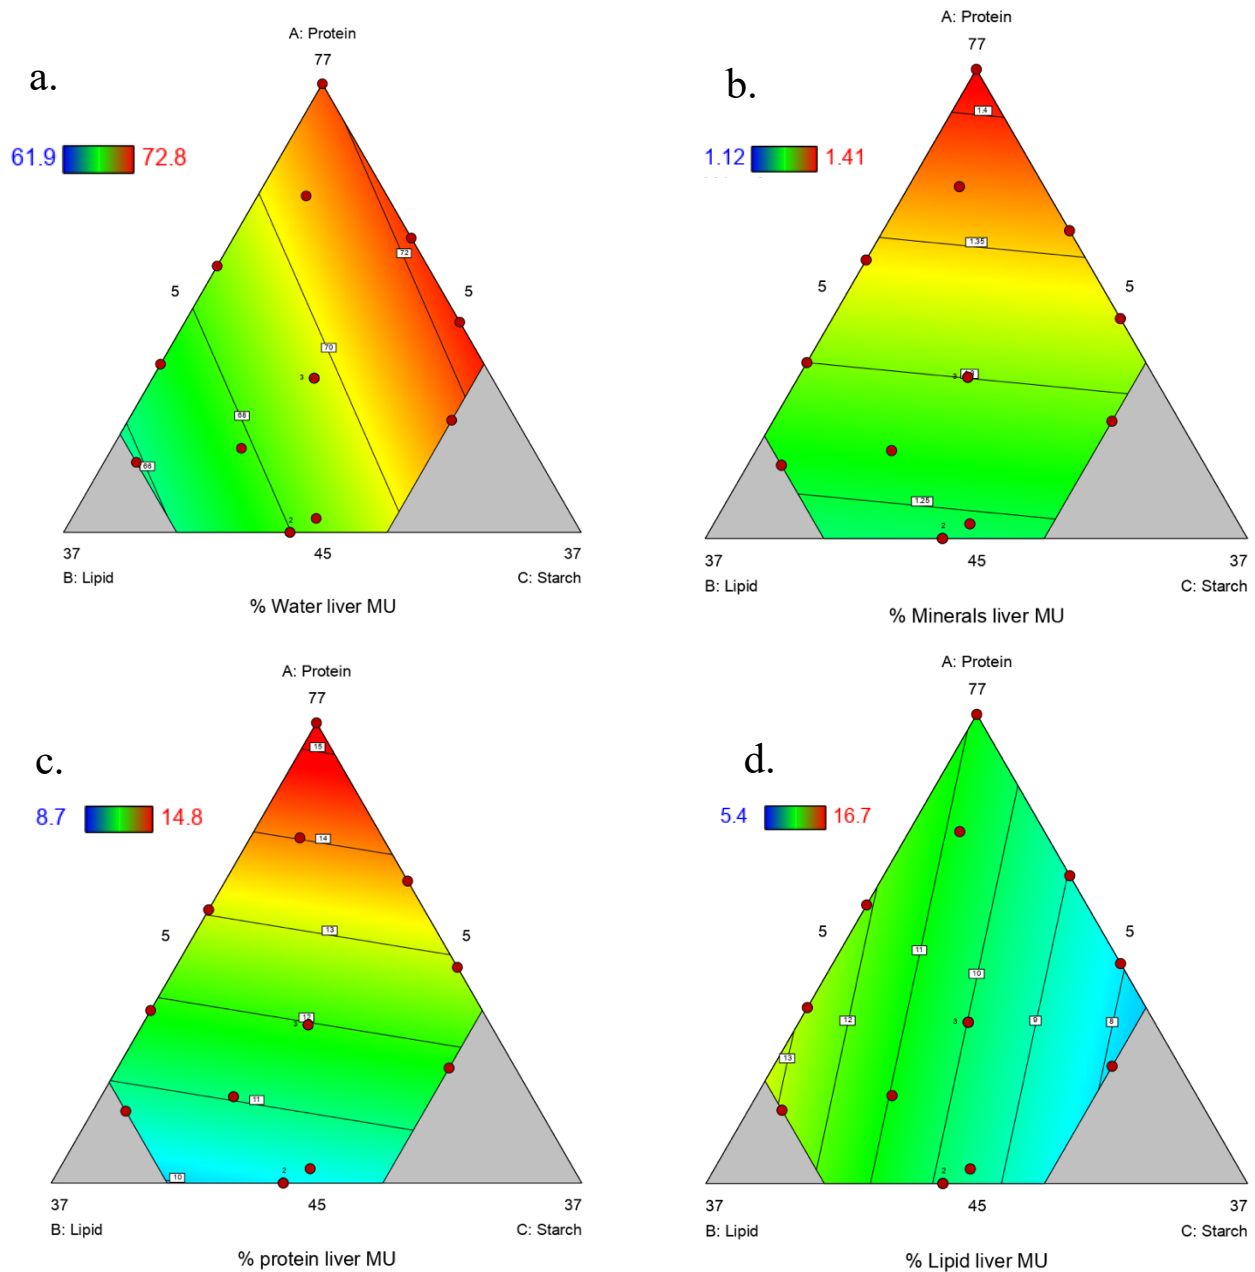 a.
A: Protein
77
61.9 72.8
72
5 5
70
3
68
66
2
37 45 37
B: Lipid C: Starch
% Water liver MU
b.
A: Protein
77
1.4
1.12 1.41
1.35
5 5
3
1.25
2
37 45 37
B: Lipid C: Starch
% Minerals liver MU
c.
A: Protein
77
15
8.7 14.8
14
13
5 5
12
3
11
2
10
37 45 37
B: Lipid C: Starch
% protein liver MU
d.
A: Protein
77
5.4 16.7
5 5
11
10
3 12 9 8
13
2
37 45 37
B: Lipid C: Starch
% Lipid liver MU